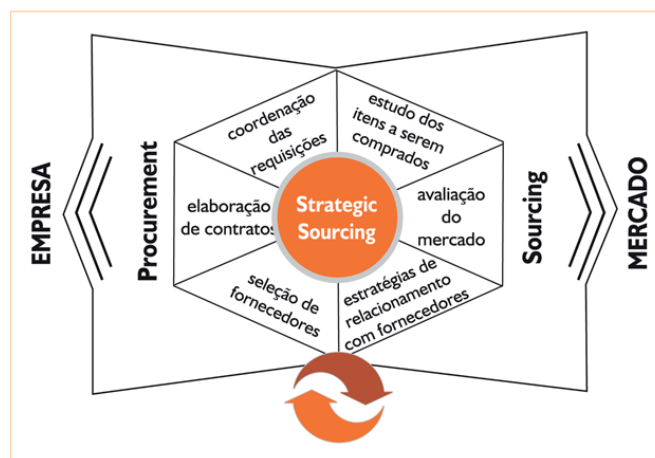 EMPRESA
Procurement
coordenação
das
requisições
estudo dos
itens a serem
comprados
elaboração
de contratos
Strategic
Sourcing
avaliação
do
mercado
seleção de
fornecedores
estratégias de
relacionamento
com fornecedores
Sourcing
MERCADO